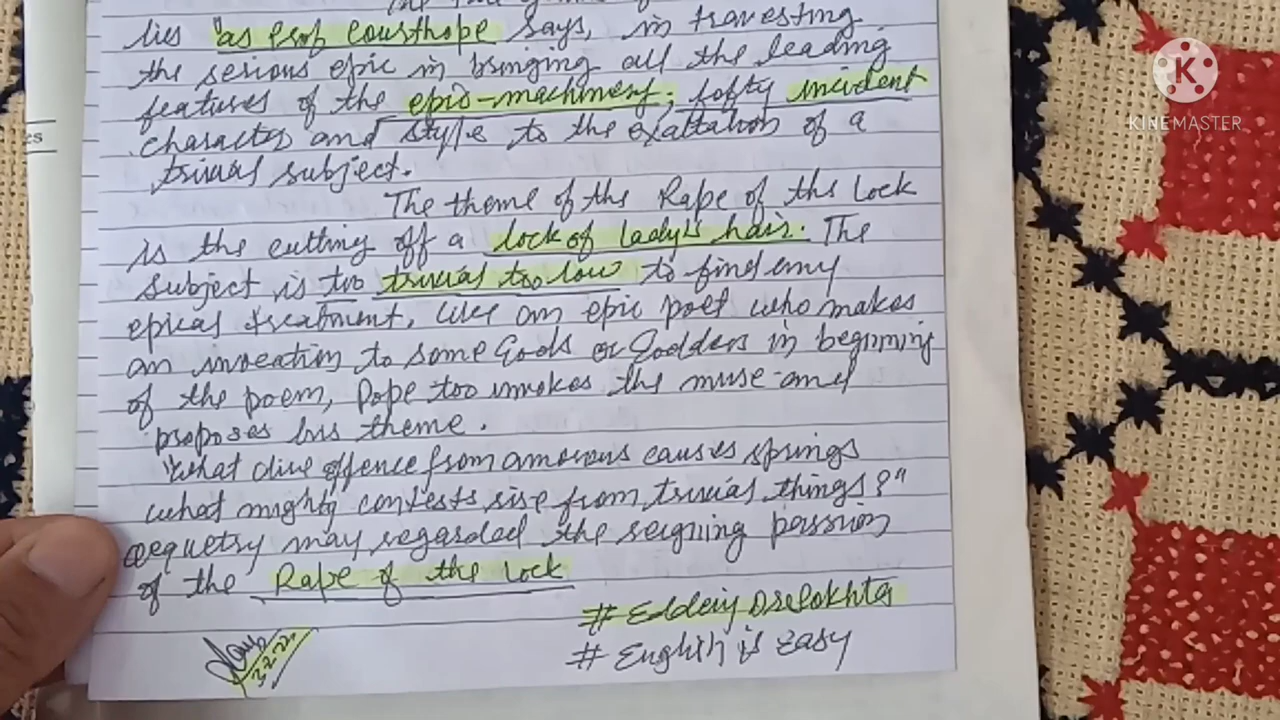 lies "as prof courthope says, in travesting
the serious epic in bringing all the leading
features of the epic-machinery; lofty incident
character and style to the exaltation of a
trivial subject.
The theme of the Rape of the Lock
is the cutting off a lock of lady's hair. The
subject is too trivial too low to find any
epical treatment. Like an epic poet who makes
an invocation to some Gods or Godders in beginning
of the poem, Pope too invokes the muse and
proposes his theme.
"what dire offence from amorous causes springs
what mighty contests rise from trivial things?"
may regarded the reigning passion
of the Rape of the Lock
# 
# English is easy
es
KINEMASTER